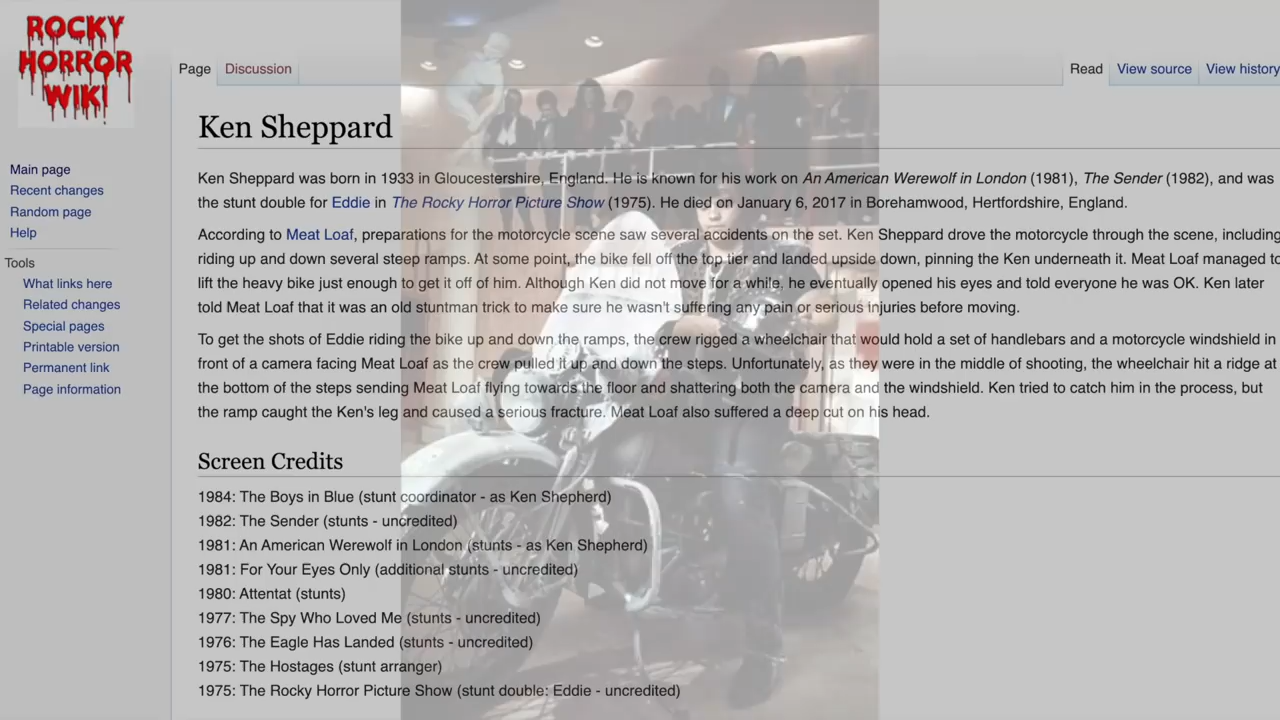 ROCKY
HORROR
WIKI
Page
Discussion
Read
View source
View history
Ken Sheppard
Main page
Recent changes
Random page
Help
Tools
What links here
Related changes
Special pages
Printable version
Permanent link
Page information
Ken Sheppard was born in 1933 in Gloucestershire, England. He is known for his work on An American Werewolf in London (1981), The Sender (1982), and was
the stunt double for Eddie in The Rocky Horror Picture Show (1975). He died on January 6, 2017 in Borehamwood, Hertfordshire, England.
According to Meat Loaf, preparations for the motorcycle scene saw several accidents on the set. Ken Sheppard drove the motorcycle through the scene, including
riding up and down several steep ramps. At some point, the bike fell off the top tier and landed upside down, pinning the Ken underneath it. Meat Loaf managed to
lift the heavy bike just enough to get it off of him. Although Ken did not move for a while, he eventually opened his eyes and told everyone he was OK. Ken later
told Meat Loaf that it was an old stuntman trick to make sure he wasn't suffering any pain or serious injuries before moving.
To get the shots of Eddie riding the bike up and down the ramps, the crew rigged a wheelchair that would hold a set of handlebars and a motorcycle windshield in
front of a camera facing Meat Loaf as the crew pulled it up and down the steps. Unfortunately, as they were in the middle of shooting, the wheelchair hit a ridge at
the bottom of the steps sending Meat Loaf flying towards the floor and shattering both the camera and the windshield. Ken tried to catch him in the process, but
the ramp caught the Ken's leg and caused a serious fracture. Meat Loaf also suffered a deep cut on his head.
Screen Credits
1984: The Boys in Blue (stunt coordinator - as Ken Shepherd)
1982: The Sender (stunts - uncredited)
1981: An American Werewolf in London (stunts - as Ken Shepherd)
1981: For Your Eyes Only (additional stunts - uncredited)
1980: Attentat (stunts)
1977: The Spy Who Loved Me (stunts - uncredited)
1976: The Eagle Has Landed (stunts - uncredited)
1975: The Hostages (stunt arranger)
1975: The Rocky Horror Picture Show (stunt double: Eddie - uncredited)